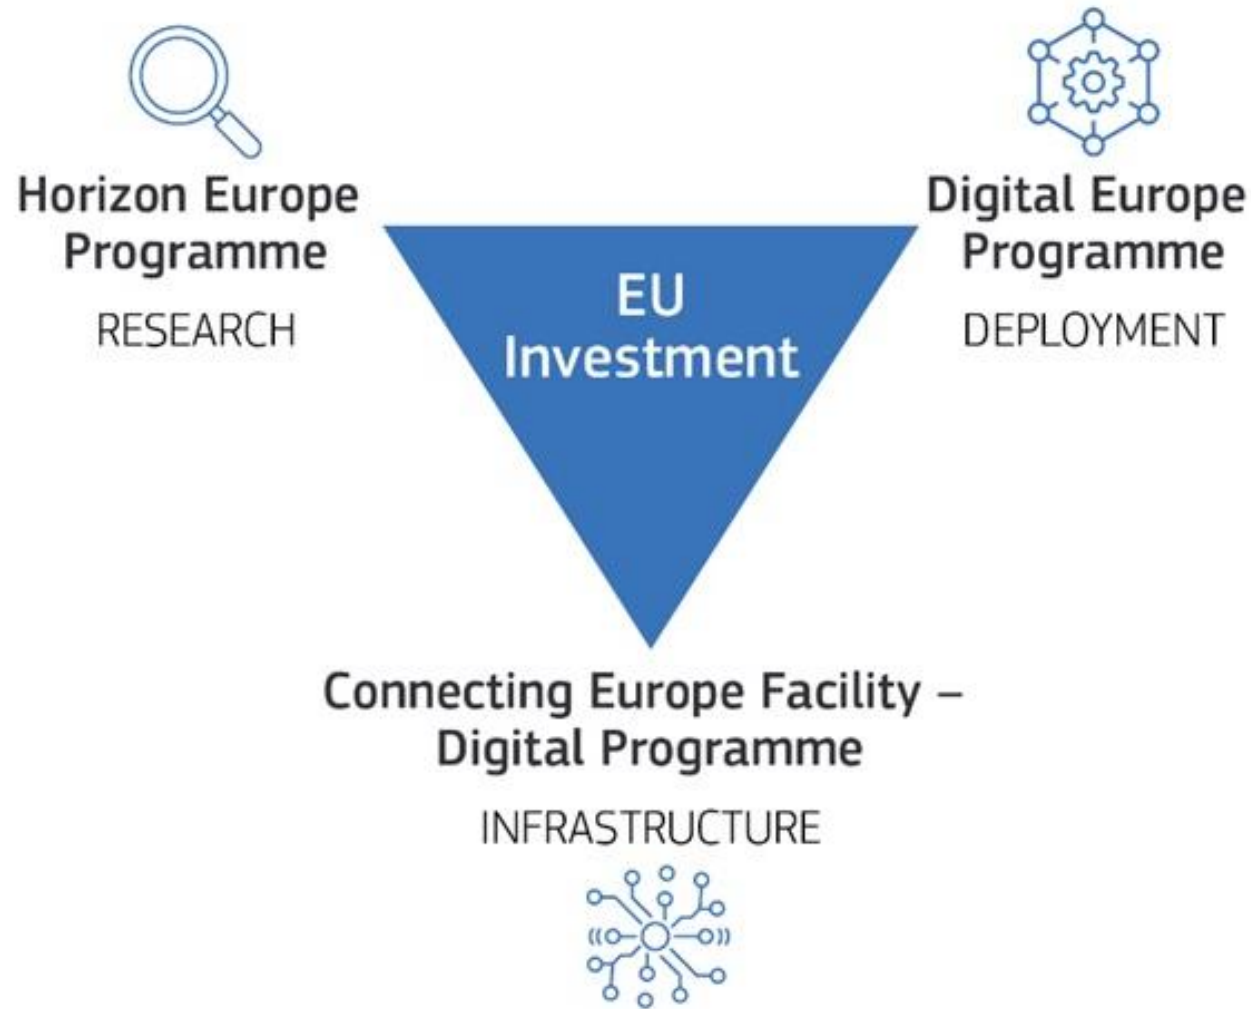 Horizon Europe
Programme
RESEARCH
EU
Investment
Digital Europe
Programme
DEPLOYMENT
Connecting Europe Facility –
Digital Programme
INFRASTRUCTURE